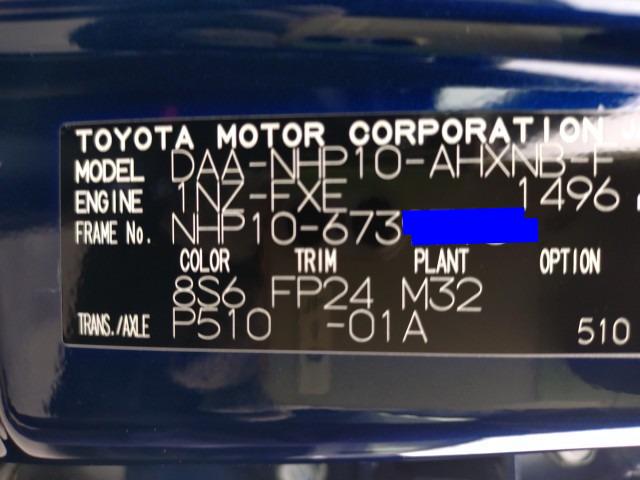 TOYOTA MOTOR CORPORATION J
MODEL DAA-NHP10-AHXNB-F
ENGINE 1NZ-FXE 1496
FRAME No. NHP10-673
COLOR TRIM PLANT OPTION
8S6 FP24 M32
TRANS./AXLE P510 -01A 510